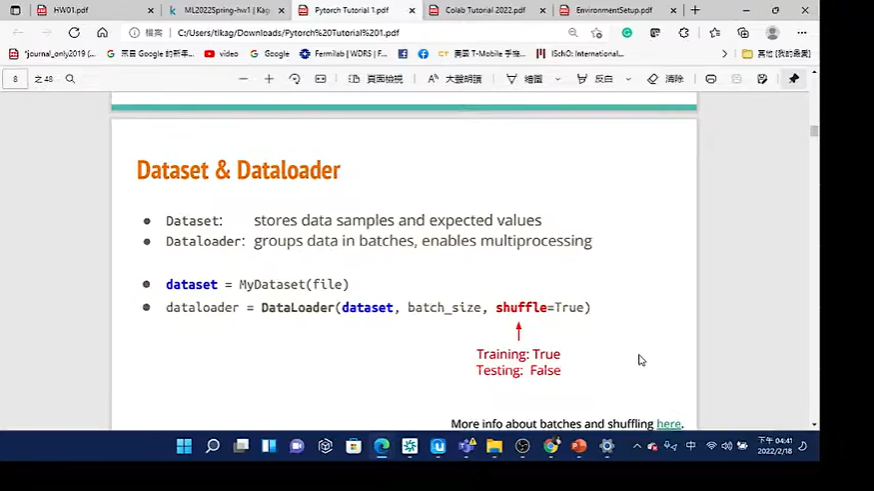 HW01.pdf
ML2022Spring-hw1 | Kag
Pytorch Tutorial 1.pdf
Colab Tutorial 2022.pdf
EnvironmentSetup.pdf
檔案
C:/Users/tikag/Downloads/Pytorch%20Tutorial%201.pdf
"journal_only2019 (p...
來自 Google
video
折自 Google
Fermilab | WDRS | F...
CY
美國 T-Mobile 手拖...
ISchO: International...
其他 [我的最愛]
8
之 48
頁面檢視
大聲朗讀
繪圖
反白
清除
Dataset & Dataloader
Dataset: stores data samples and expected values
Dataloader: groups data in batches, enables multiprocessing
dataset = MyDataset(file)
dataloader = DataLoader(dataset, batch_size, shuffle=True)
Training: True
Testing: False
More info about batches and shuffling here.
中
下午 04:41
2022/2/18